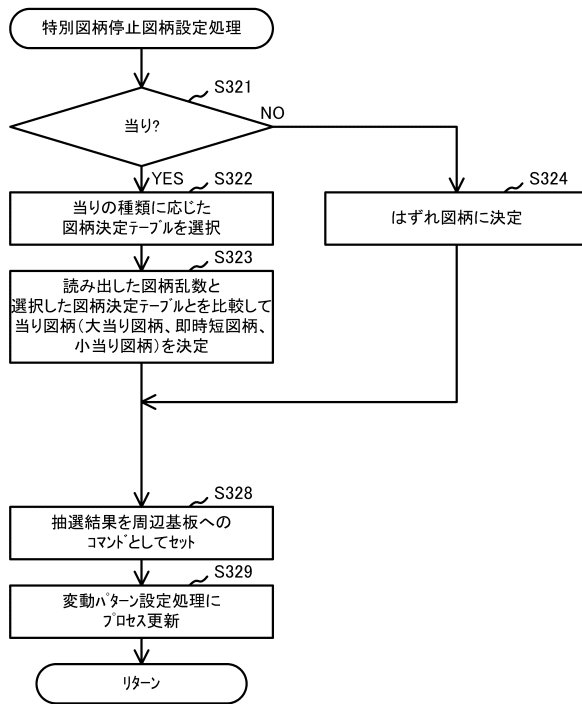 特別図柄停止図柄設定処理
S321
当り?
NO
YES
S322
当りの種類に応じた
図柄決定テーブルを選択
S324
はずれ図柄に決定
S323
読み出した図柄乱数と
選択した図柄決定テーブルとを比較して
当り図柄(大当り図柄、即時短図柄、
小当り図柄)を決定
S328
抽選結果を周辺基板への
コマンドとしてセット
S329
変動パターン設定処理に
プロセス更新
リターン